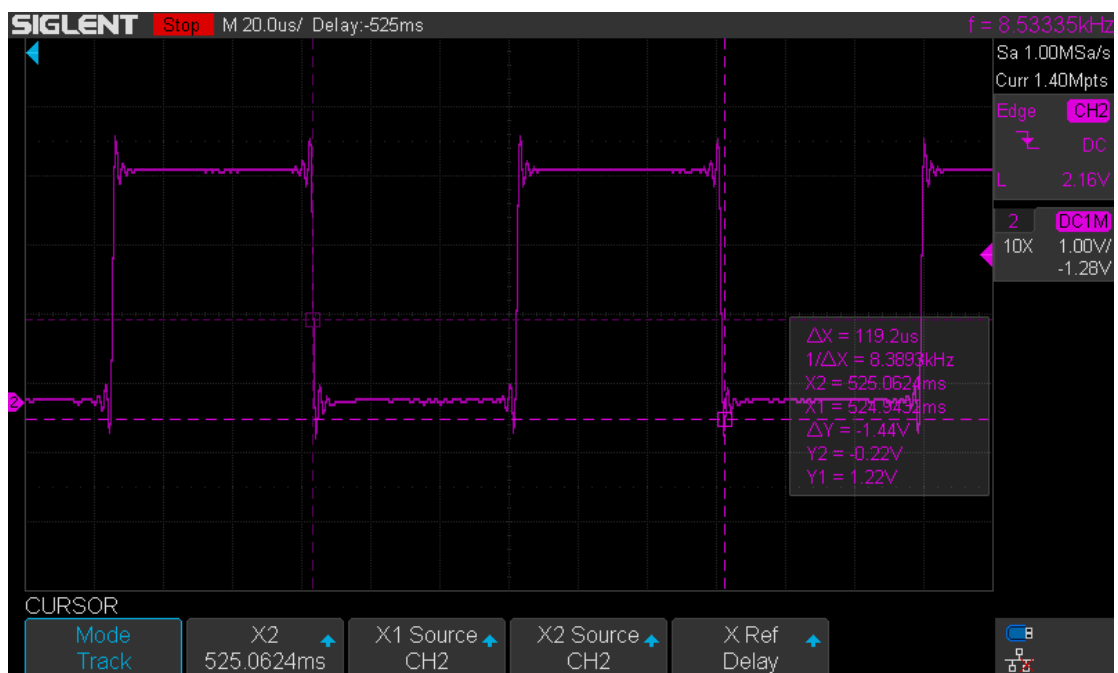 SIGLENT Stop M 20.0us/ Delay:-525ms f = 8.53335kHz
Sa 1.00MSa/s
Curr 1.40Mpts
Edge CH2
DC
L 2.16V
2 DC1M
10X 1.00V/
-1.28V
2
ΔX = 119.2us
1/ΔX = 8.3893kHz
X2 = 525.0624ms
X1 = 524.9432ms
ΔY = -1.44V
Y2 = -0.22V
Y1 = 1.22V
CURSOR
Mode X2 X1 Source X2 Source X Ref
Track 525.0624ms CH2 CH2 Delay